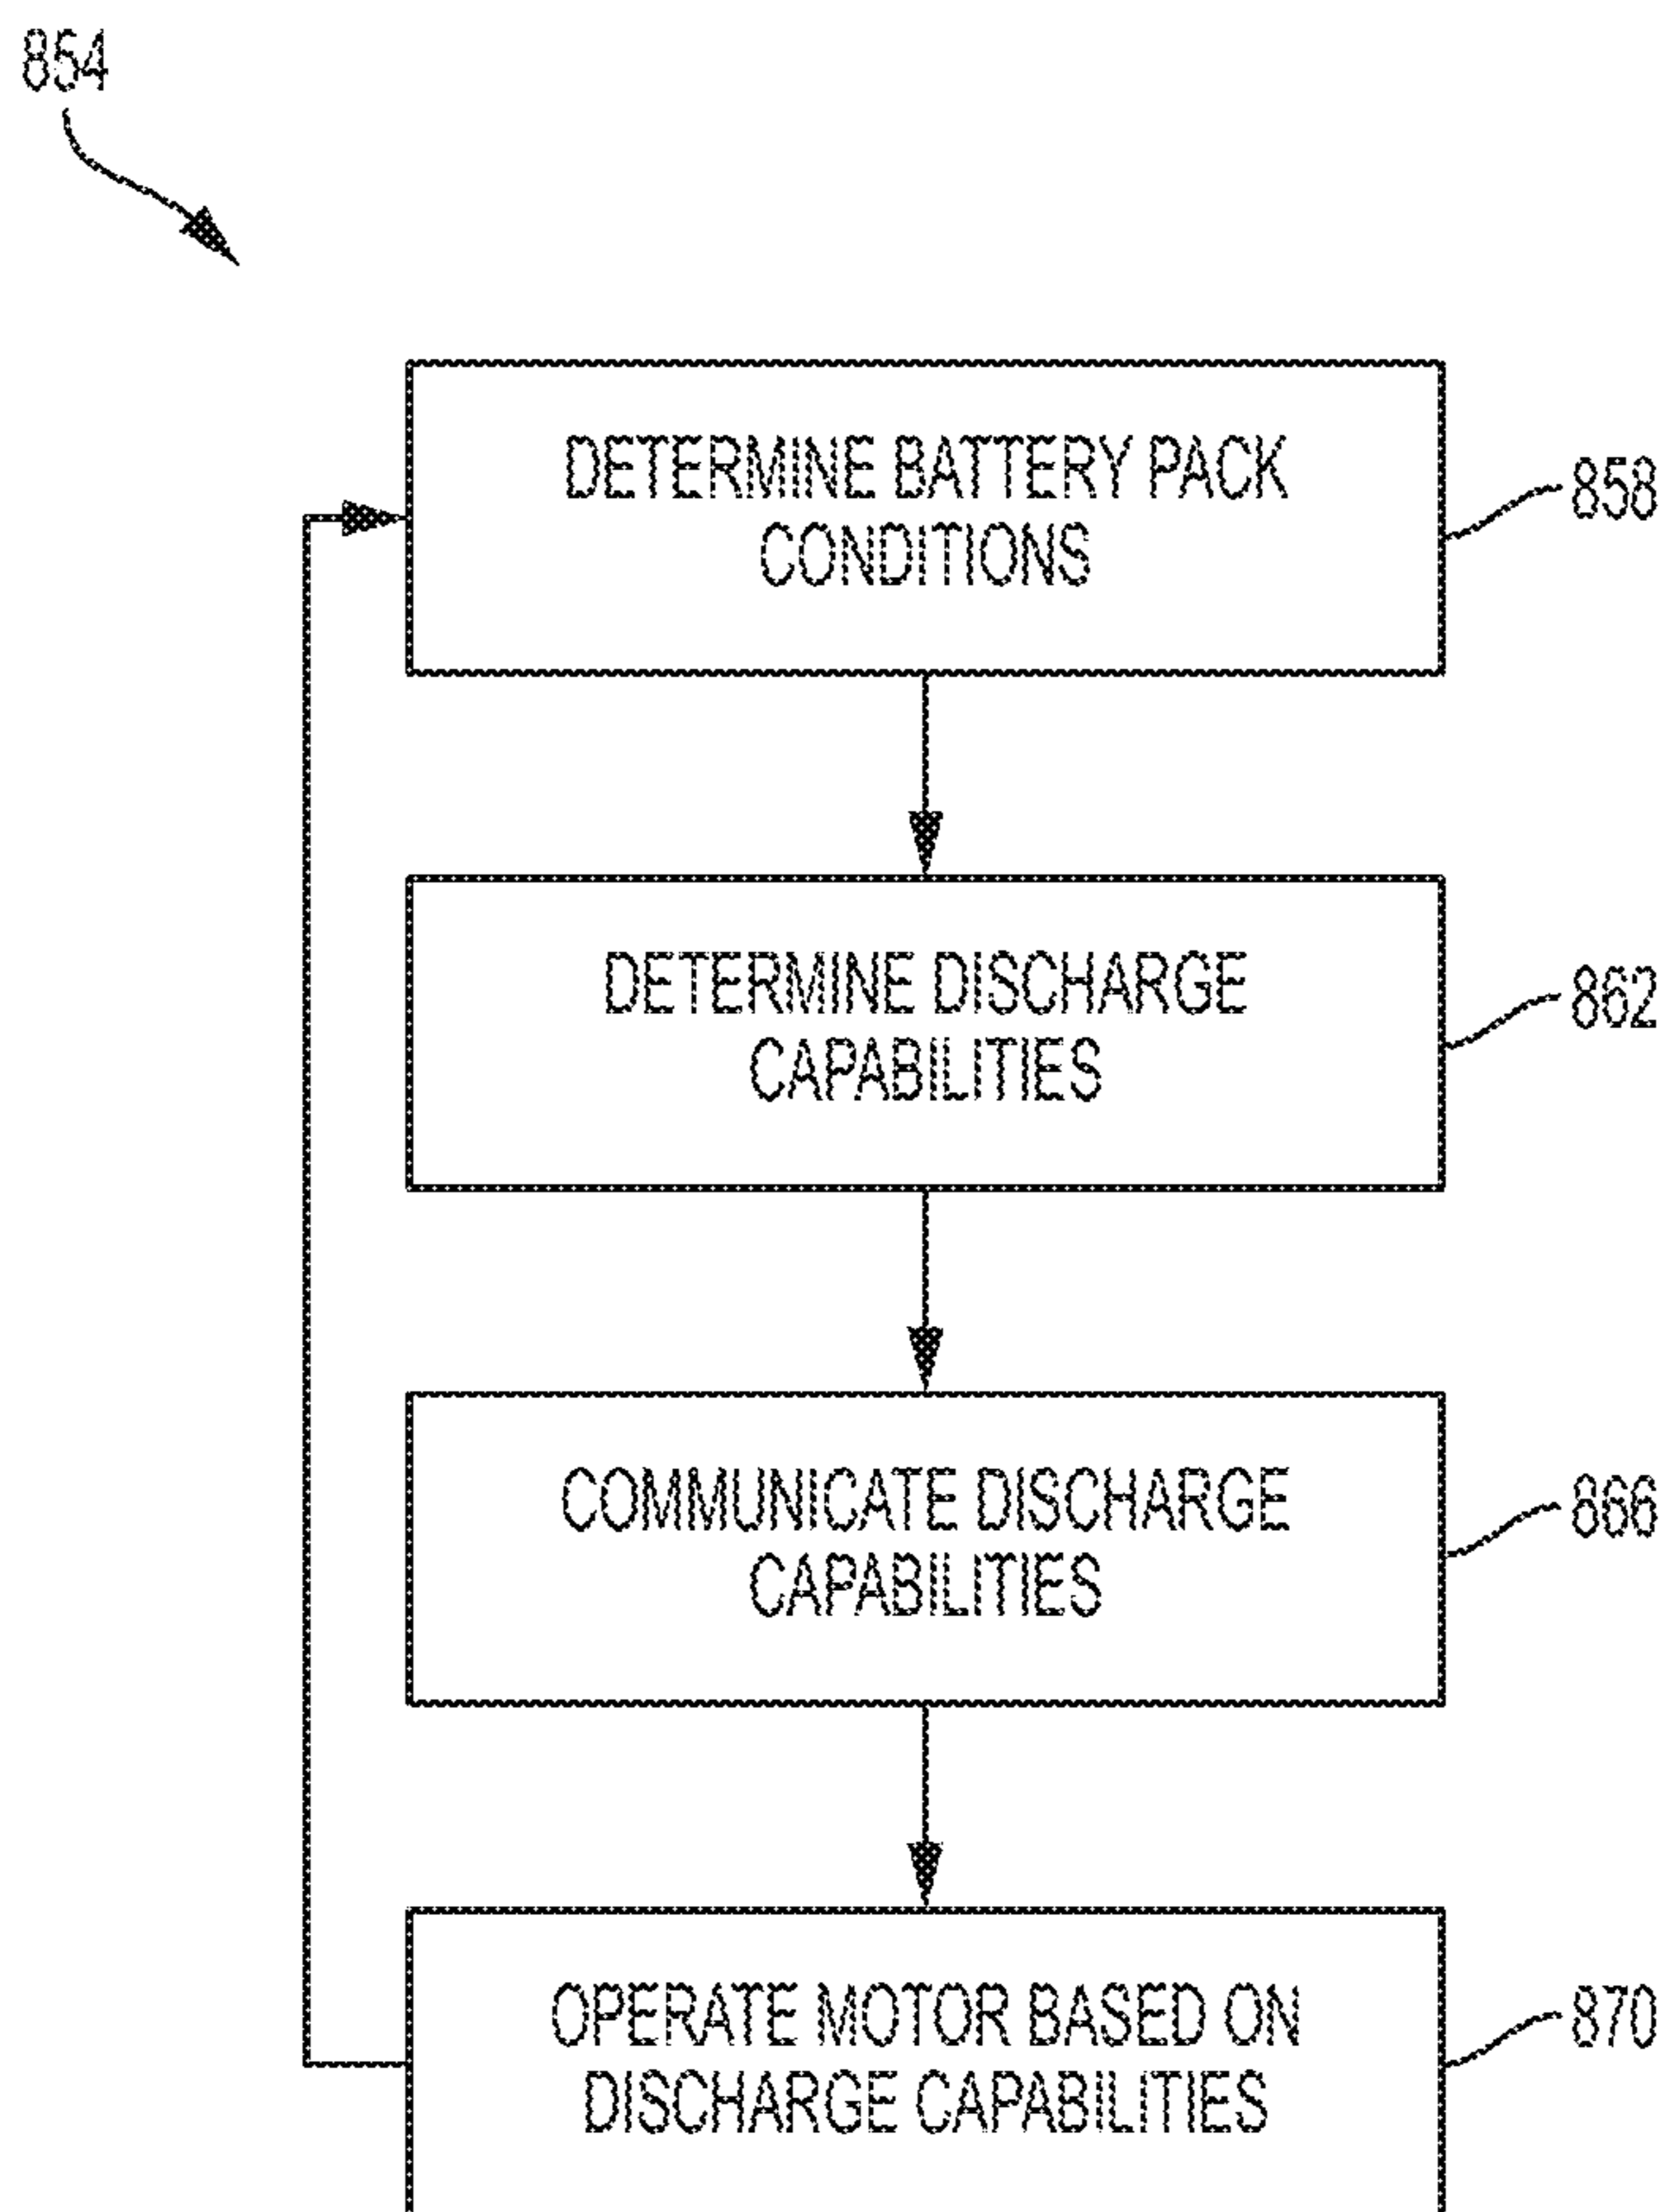 854
DETERMINE BATTERY PACK
CONDITIONS
858
DETERMINE DISCHARGE
CAPABILITIES
862
COMMUNICATE DISCHARGE
CAPABILITIES
866
OPERATE MOTOR BASED ON
DISCHARGE CAPABILITIES
870